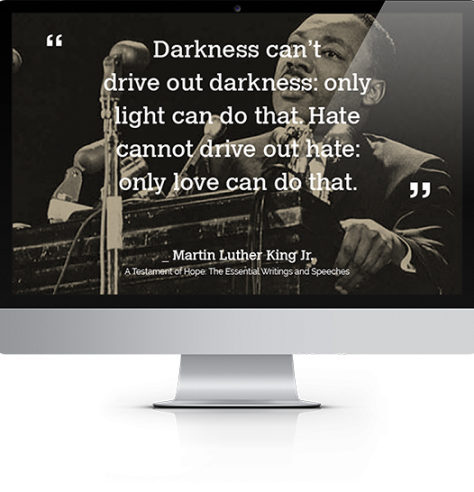 “
Darkness can’t
drive out darkness: only
light can do that. Hate
cannot drive out hate:
only love can do that.
”
_ Martin Luther King Jr.
A Testament of Hope: The Essential Writings and Speeches